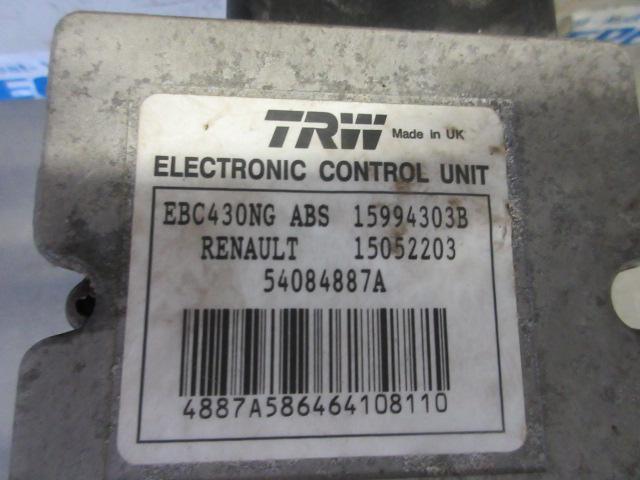 TRW Made in UK
ELECTRONIC CONTROL UNIT
EBC430NG ABS 15994303B
RENAULT 15052203
54084887A
4887A586464108110